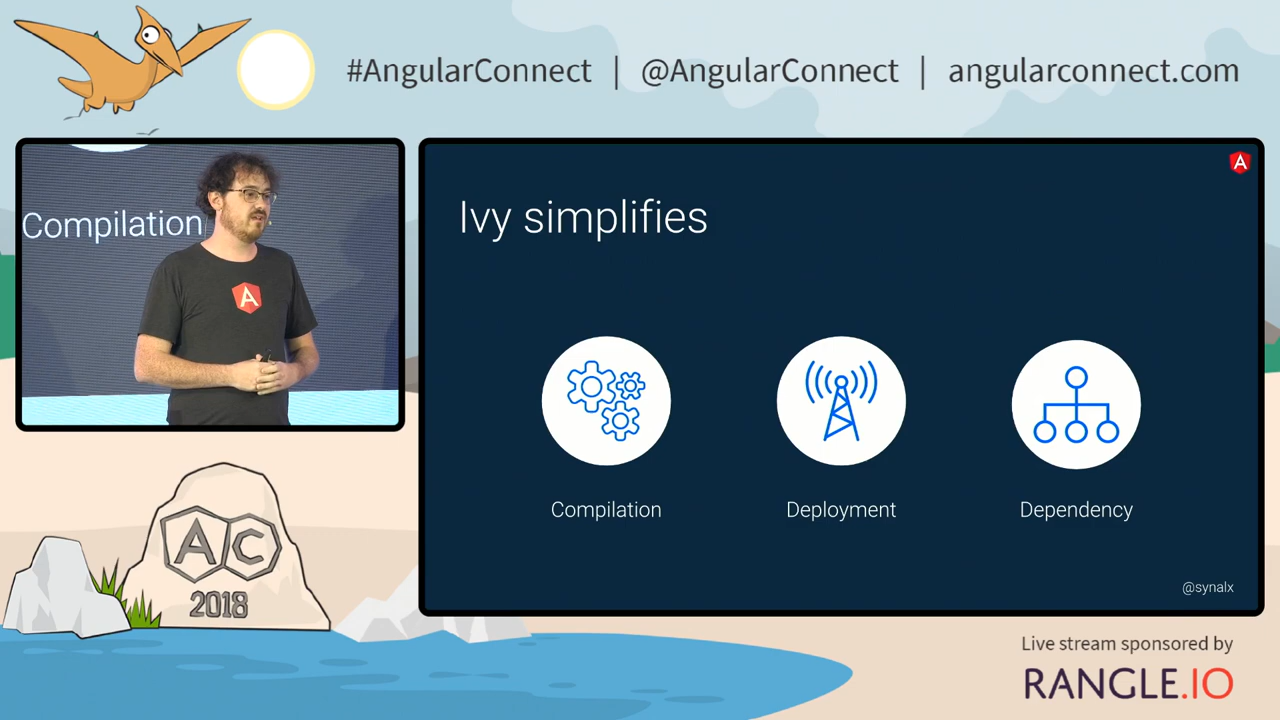 #AngularConnect | @AngularConnect | angularconnect.com
Compilation
A
Ivy simplifies
A
Compilation
Deployment
Dependency
@synalx
AC
2018
Live stream sponsored by
RANGLE.IO